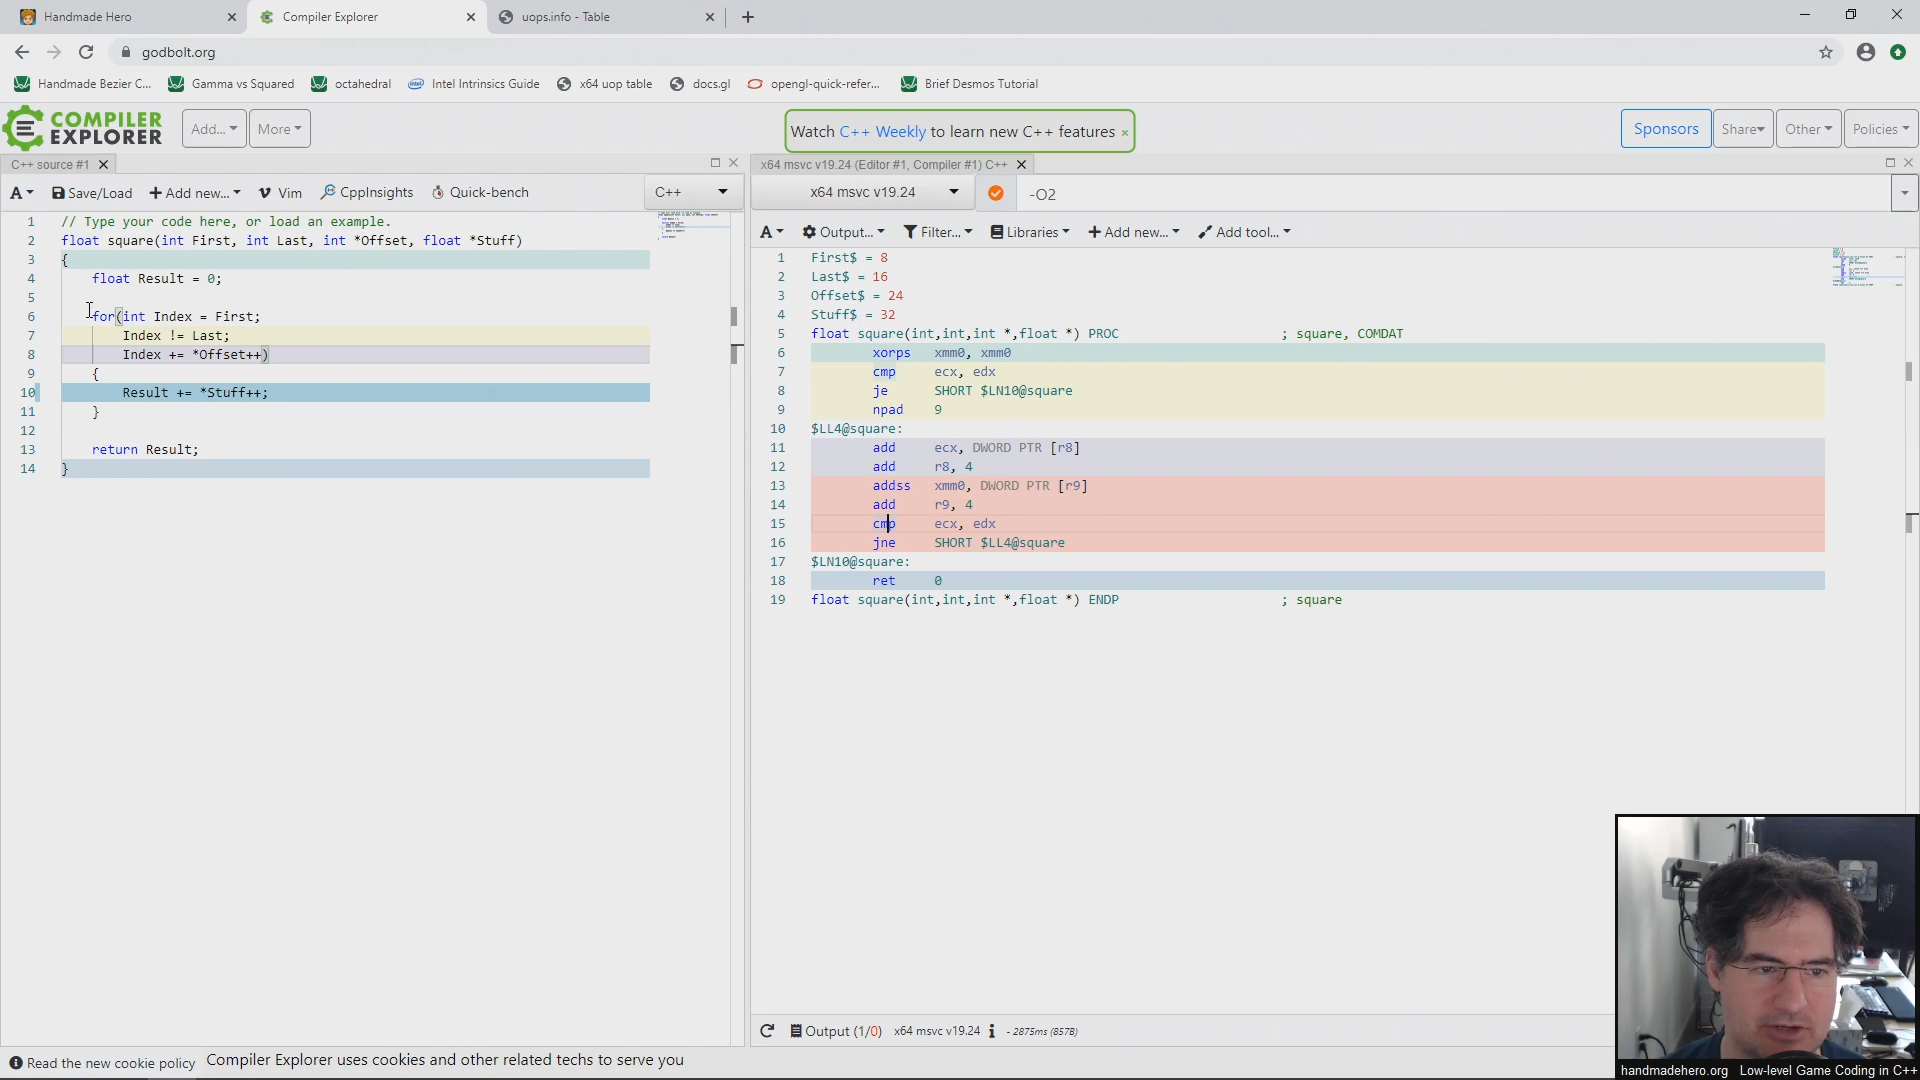 Handmade Hero
Compiler Explorer
uops.info - Table
godbolt.org
Handmade Bezier C...
Gamma vs Squared
octahedral
Intel Intrinsics Guide
x64 uop table
docs.gl
opengl-quick-refer...
Brief Desmos Tutorial
COMPILER
EXPLORER
Add...
More
Watch C++ Weekly to learn new C++ features ×
Sponsors
Share
Other
Policies
C++ source #1
A
Save/Load
Add new...
Vim
CppInsights
Quick-bench
C++
1 // Type your code here, or load an example.
2 float square(int First, int Last, int *Offset, float *Stuff)
3 {
4 float Result = 0;
5
6 for(int Index = First;
7 Index != Last;
8 Index += *Offset++)
9 {
10 Result += *Stuff++;
11 }
12
13 return Result;
14 }
x64 msvc v19.24 (Editor #1, Compiler #1) C++
x64 msvc v19.24
-O2
A
Output...
Filter...
Libraries
Add new...
Add tool...
1 First$ = 8
2 Last$ = 16
3 Offset$ = 24
4 Stuff$ = 32
5 float square(int,int,int *,float *) PROC ; square, COMDAT
6 xorps xmm0, xmm0
7 cmp ecx, edx
8 je SHORT $LN10@square
9 npad 9
10 $LL4@square:
11 add ecx, DWORD PTR [r8]
12 add r8, 4
13 addss xmm0, DWORD PTR [r9]
14 add r9, 4
15 cmp ecx, edx
16 jne SHORT $LL4@square
17 $LN10@square:
18 ret 0
19 float square(int,int,int *,float *) ENDP ; square
Output (1/0) x64 msvc v19.24 - 2875ms (857B)
Read the new cookie policy
Compiler Explorer uses cookies and other related techs to serve you
handmadehero.org Low-level Game Coding in C++